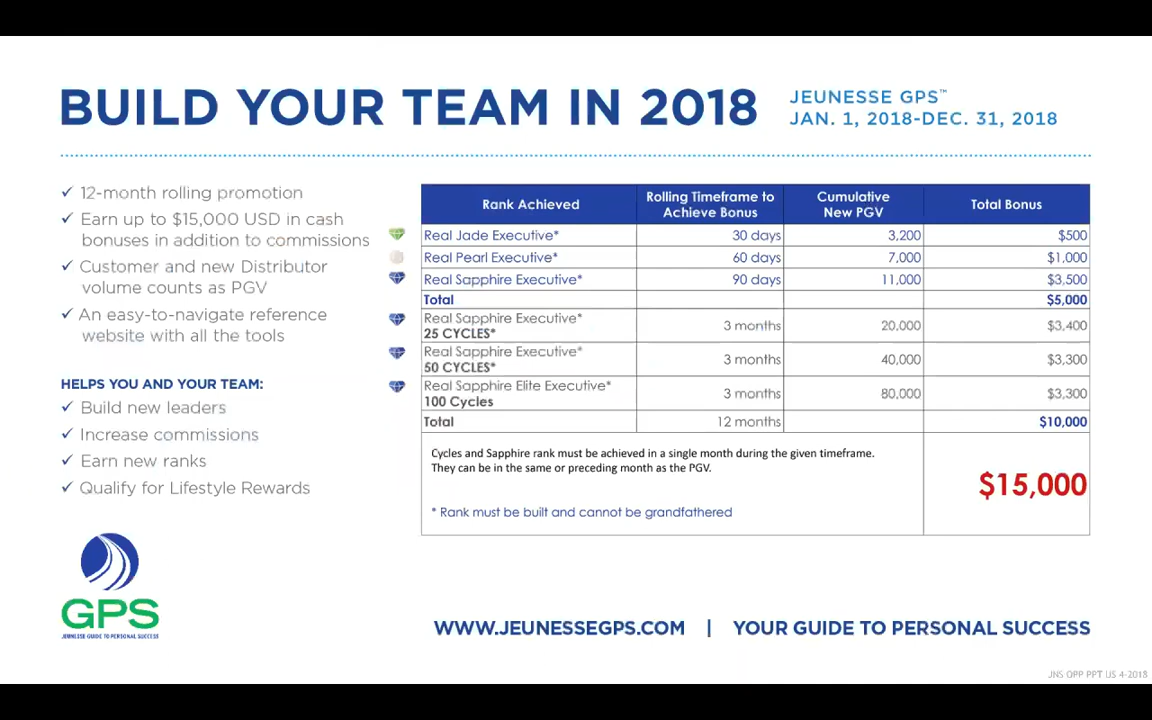 BUILD YOUR TEAM IN 2018
JEUNESSE GPS™
JAN. 1, 2018-DEC. 31, 2018
✓ 12-month rolling promotion
✓ Earn up to $15,000 USD in cash
bonuses in addition to commissions
✓ Customer and new Distributor
volume counts as PGV
✓ An easy-to-navigate reference
website with all the tools
HELPS YOU AND YOUR TEAM:
✓ Build new leaders
✓ Increase commissions
✓ Earn new ranks
✓ Qualify for Lifestyle Rewards
Rank Achieved Rolling Timeframe to Achieve Bonus Cumulative New PGV Total Bonus
Real Jade Executive* 30 days 3,200 $500
Real Pearl Executive* 60 days 7,000 $1,000
Real Sapphire Executive* 90 days 11,000 $3,500
Total $5,000
Real Sapphire Executive*
25 CYCLES* 3 months 20,000 $3,400
Real Sapphire Executive*
50 CYCLES* 3 months 40,000 $3,300
Real Sapphire Elite Executive*
100 Cycles 3 months 80,000 $3,300
Total 12 months $10,000
Cycles and Sapphire rank must be achieved in a single month during the given timeframe.
They can be in the same or preceding month as the PGV.
$15,000
* Rank must be built and cannot be grandfathered
GPS
JEUNESSE GUIDE TO PERSONAL SUCCESS
WWW.JEUNESSEGPS.COM | YOUR GUIDE TO PERSONAL SUCCESS
JNS OPP PPT US 4-2018